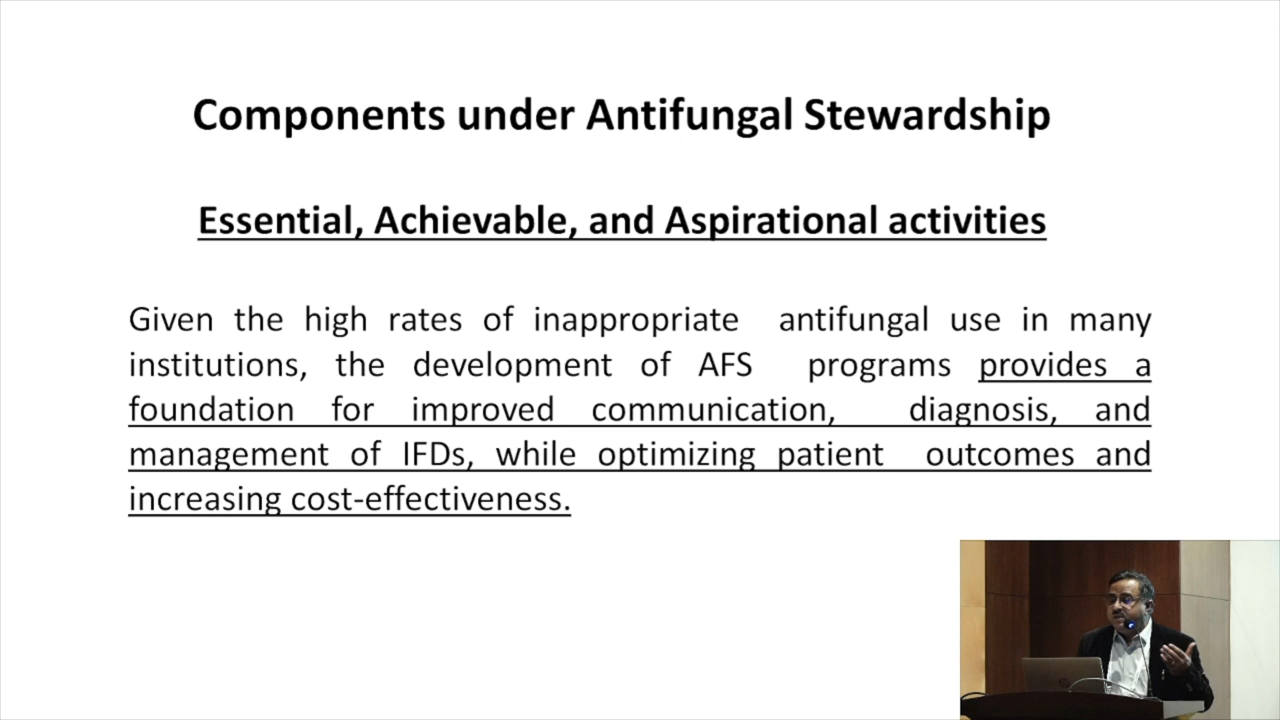 Components under Antifungal Stewardship
Essential, Achievable, and Aspirational activities
Given the high rates of inappropriate antifungal use in many
institutions, the development of AFS programs provides a
foundation for improved communication, diagnosis, and
management of IFDs, while optimizing patient outcomes and
increasing cost-effectiveness.